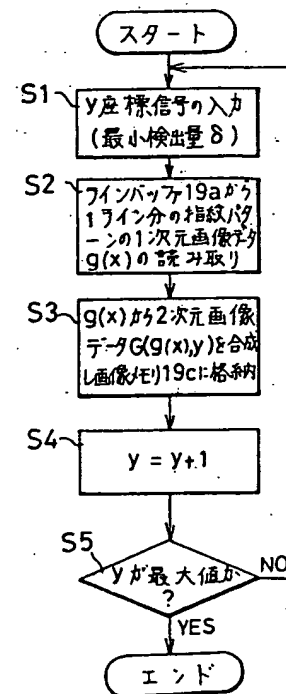 スタート
S1
y座標信号の入力
(最小検出量δ)
S2
ラインバッファ19aから
1ライン分の指紋パタ
ーンの1次元画像データ
g(x)の読み取り
S3
g(x)から2次元画像
データG(g(x),y)を合成
し画像メモリ19cに格納
S4
y = y+1
S5
yが最大値か
?
NO
YES
エンド